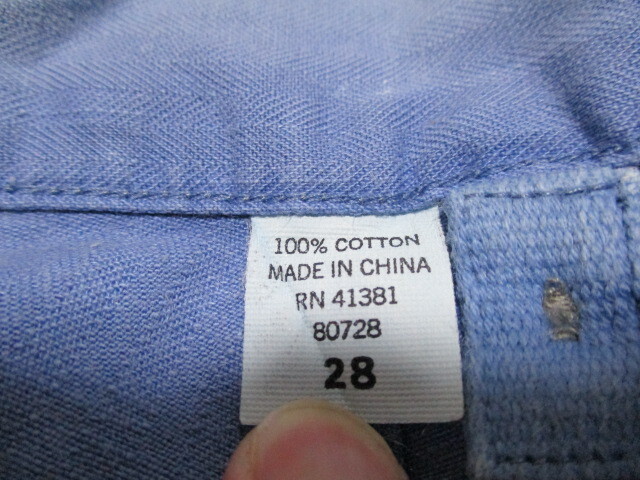 100% COTTON
MADE IN CHINA
RN 41381
80728
28